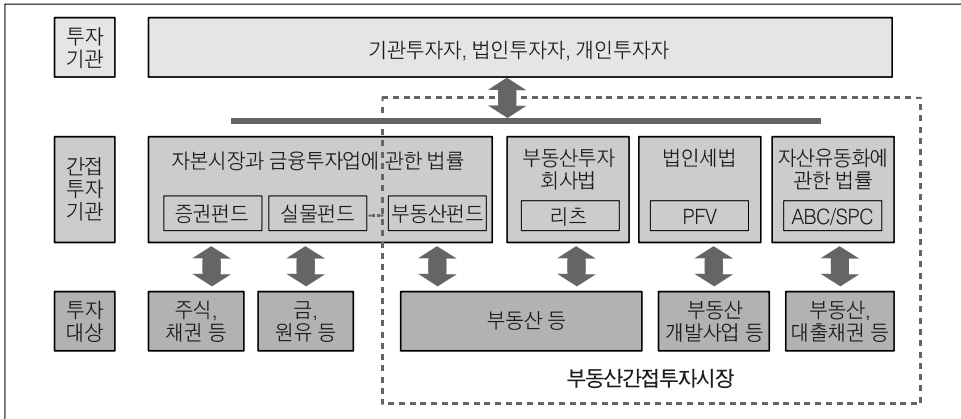 투자
기관
기관투자자, 법인투자자, 개인투자자
간접
투자
기관
자본시장과 금융투자업에 관한 법률
증권펀드
실물펀드
부동산펀드
부동산투자
회사법
리츠
법인세법
PFV
자산유동화에
관한 법률
ABC/SPC
투자
대상
주식,
채권 등
금,
원유 등
부동산 등
부동산
개발사업 등
부동산,
대출채권 등
부동산간접투자시장